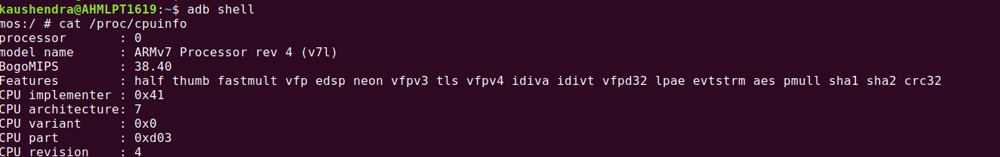 kaushendra@AHMLPT1619:~$ adb shell
mos:/ # cat /proc/cpuinfo
processor : 0
model name : ARMv7 Processor rev 4 (v7l)
BogoMIPS : 38.40
Features : half thumb fastmult vfp edsp neon vfpv3 tls vfpv4 idiva idivt vfpd32 lpae evtstrm aes pmull sha1 sha2 crc32
CPU implementer : 0x41
CPU architecture: 7
CPU variant : 0x0
CPU part : 0xd03
CPU revision : 4